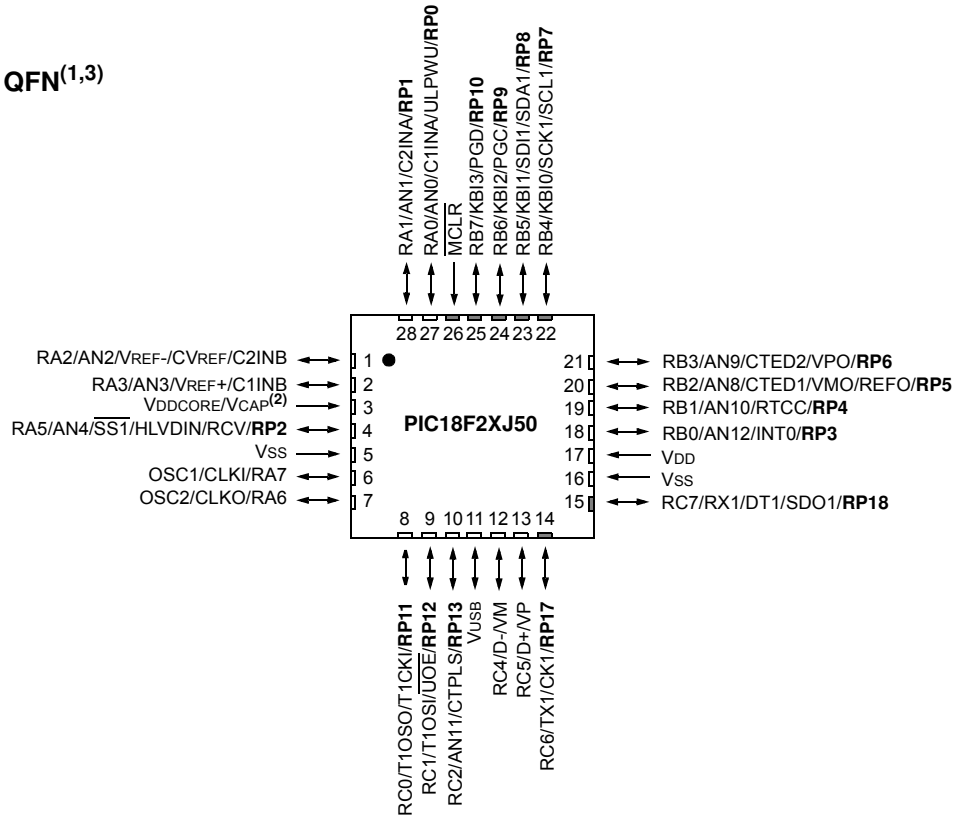 QFN(1,3)
RA1/AN1/C2INA/RP1
RA0/AN0/C1INA/ULPWU/RP0
MCLR
RB7/KBI3/PGD/RP10
RB6/KBI2/PGC/RP9
RB5/KBI1/SDI1/SDA1/RP8
RB4/KBI0/SCK1/SCL1/RP7
28 27 26 25 24 23 22
RA2/AN2/VREF-/CVREF/C2INB 1
RA3/AN3/VREF+/C1INB 2
VDDCORE/VCAP(2) 3
RA5/AN4/SS1/HLVDIN/RCV/RP2 4
VSS 5
OSC1/CLKI/RA7 6
OSC2/CLKO/RA6 7
PIC18F2XJ50
21 RB3/AN9/CTED2/VPO/RP6
20 RB2/AN8/CTED1/VMO/REFO/RP5
19 RB1/AN10/RTCC/RP4
18 RB0/AN12/INT0/RP3
17 VDD
16 VSS
15 RC7/RX1/DT1/SDO1/RP18
8 9 10 11 12 13 14
RC0/T1OSO/T1CKI/RP11
RC1/T1OSI/UOE/RP12
RC2/AN11/CTPLS/RP13
VUSB
RC4/D-/VM
RC5/D+/VP
RC6/TX1/CK1/RP17